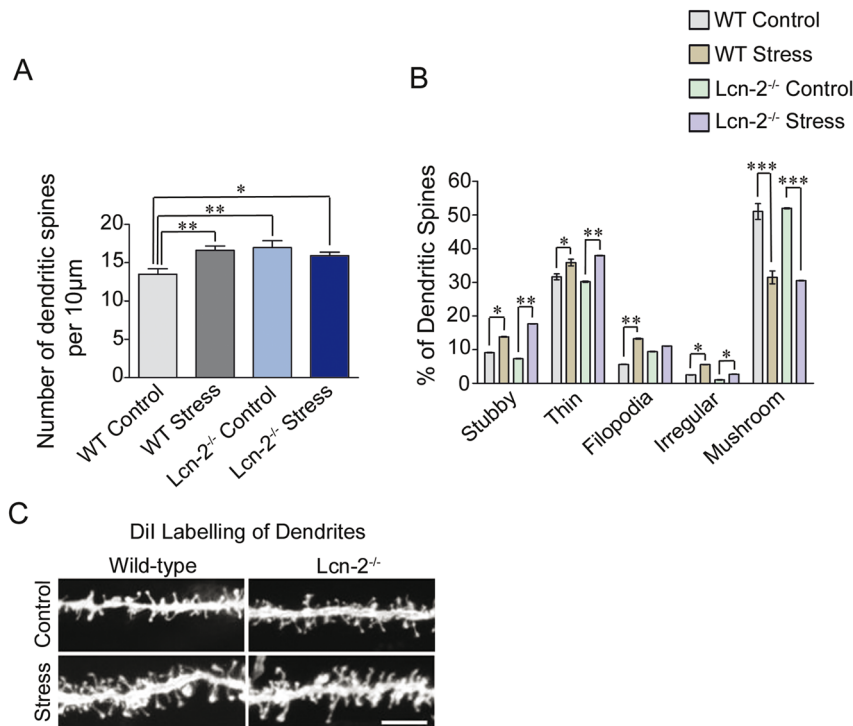 WT Control
WT Stress
Lcn-2-/- Control
Lcn-2-/- Stress
A
Number of dendritic spines
per 10µm
20
15
10
5
0
*
**
**
WT Control
WT Stress
Lcn-2-/- Control
Lcn-2-/- Stress
B
% of Dendritic Spines
60
50
40
30
20
10
0
* ** * ** ** * * *** ***
Stubby
Thin
Filopodia
Irregular
Mushroom
C
DiI Labelling of Dendrites
Wild-type Lcn-2-/-
Control
Stress